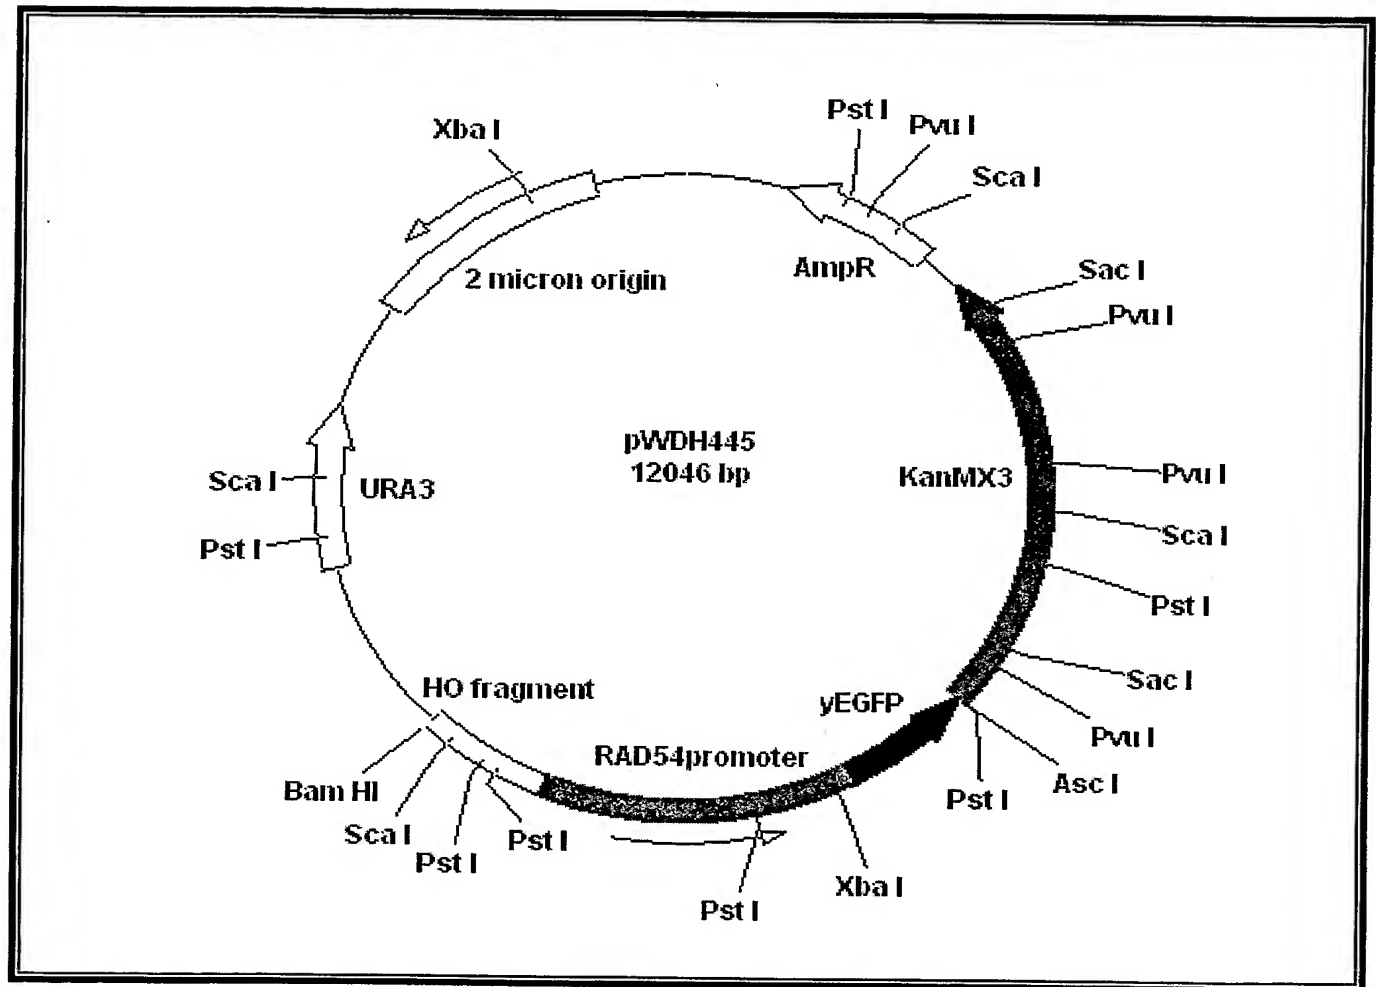 Pst I
Pvu I
Xba I
Sca I
AmpR
Sac I
2 micron origin
Pvu I
pWDH445
12046 bp
KanMX3
Pvu I
Sca I
URA3
Sca I
Pst I
Pst I
HO fragment
Sac I
yEGFP
Pvu I
RAD54promoter
Asc I
Bam HI
Pst I
Sca I
Pst I
Pst I
Xba I
Pst I